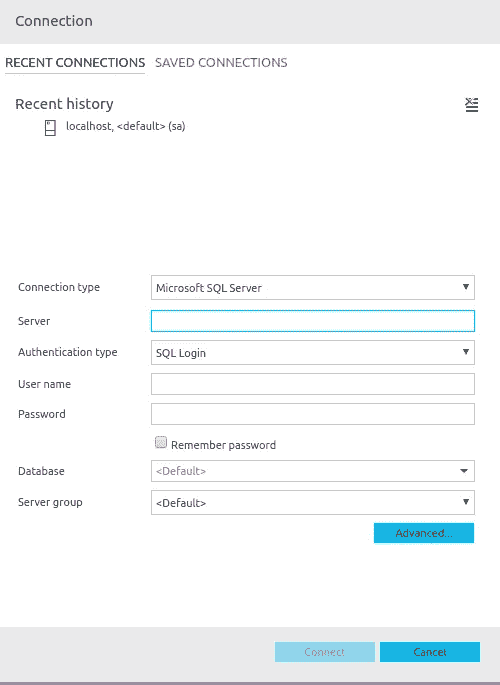 Connection
RECENT CONNECTIONS SAVED CONNECTIONS
Recent history
localhost, <default> (sa)
Connection type Microsoft SQL Server
Server
Authentication type SQL Login
User name
Password
Remember password
Database <Default>
Server group <Default>
Advanced...
Connect Cancel